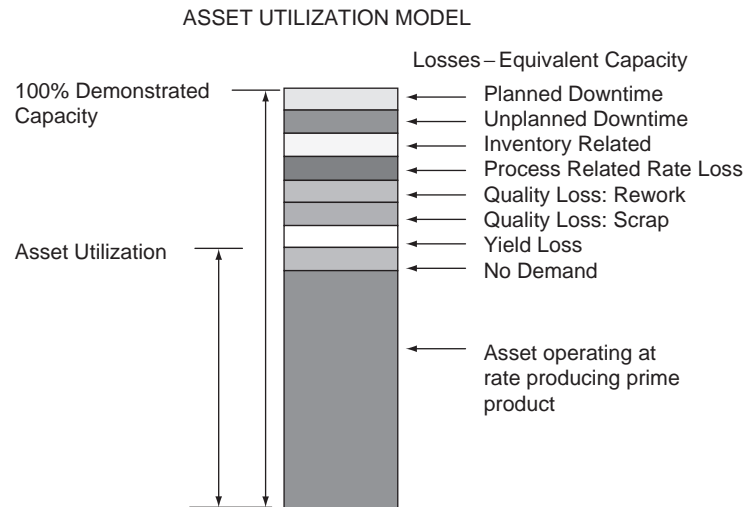 ASSET UTILIZATION MODEL
Losses – Equivalent Capacity
100% Demonstrated
Capacity
Planned Downtime
Unplanned Downtime
Inventory Related
Process Related Rate Loss
Quality Loss: Rework
Quality Loss: Scrap
Asset Utilization
Yield Loss
No Demand
Asset operating at
rate producing prime
product